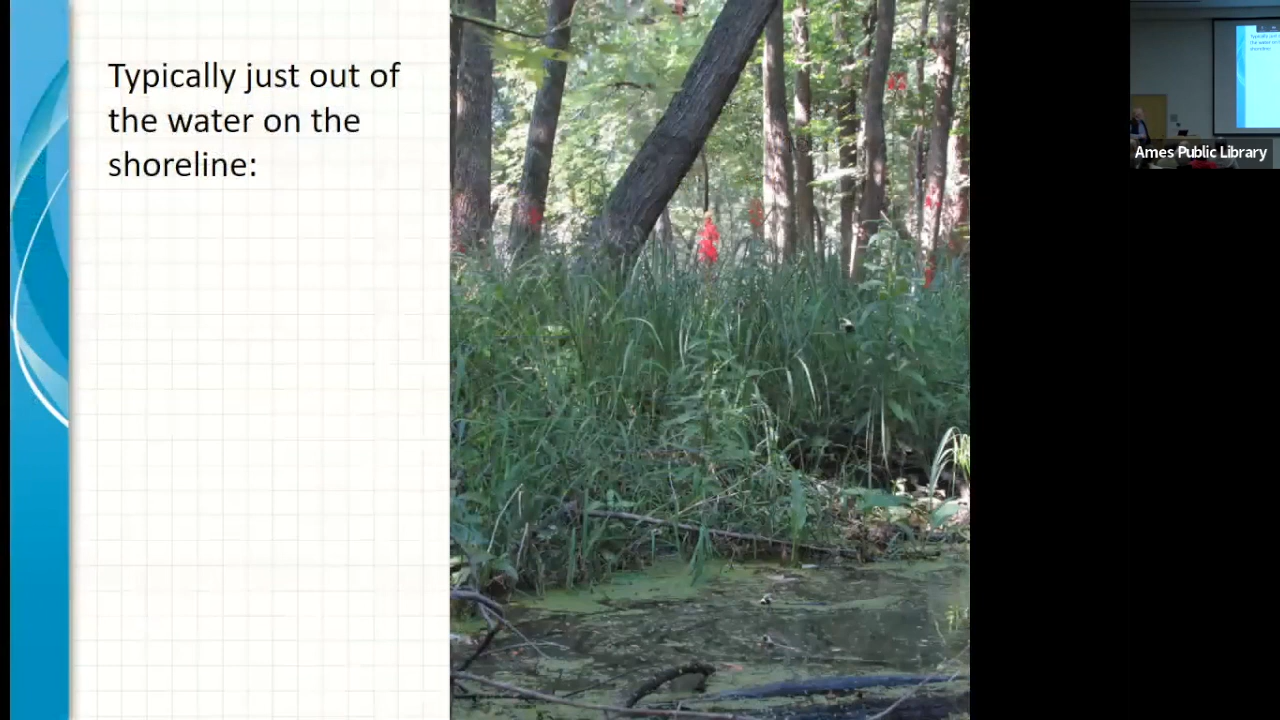 Typically just out of
the water on the
shoreline:
Ames Public Library